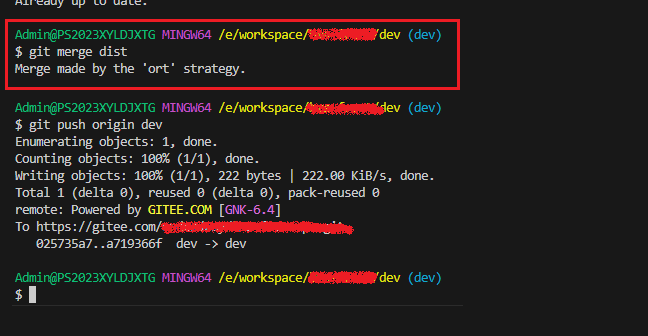 Already up to date.
Admin@PS2023XYLDJXTG MINGW64 /e/workspace/ /dev (dev)
$ git merge dist
Merge made by the 'ort' strategy.
Admin@PS2023XYLDJXTG MINGW64 /e/workspace/ /dev (dev)
$ git push origin dev
Enumerating objects: 1, done.
Counting objects: 100% (1/1), done.
Writing objects: 100% (1/1), 222 bytes | 222.00 KiB/s, done.
Total 1 (delta 0), reused 0 (delta 0), pack-reused 0
remote: Powered by GITEE.COM [GNK-6.4]
To https://gitee.com/
025735a7..a719366f  dev -> dev
Admin@PS2023XYLDJXTG MINGW64 /e/workspace/ /dev (dev)
$